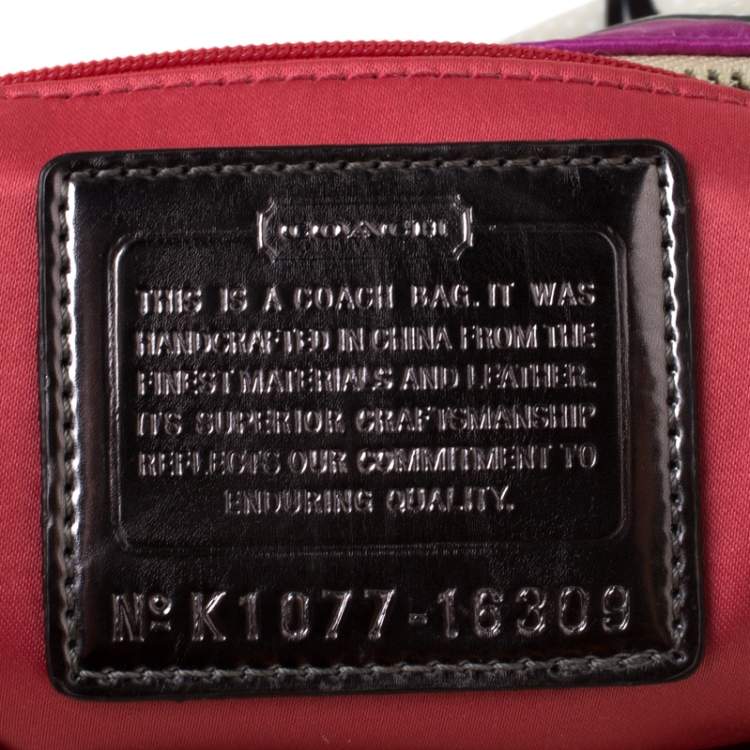 COACH
THIS IS A COACH BAG. IT WAS
HANDCRAFTED IN CHINA FROM THE
FINEST MATERIALS AND LEATHER.
ITS SUPERIOR CRAFTSMANSHIP
REFLECTS OUR COMMITMENT TO
ENDURING QUALITY.
Nº K1077-16309